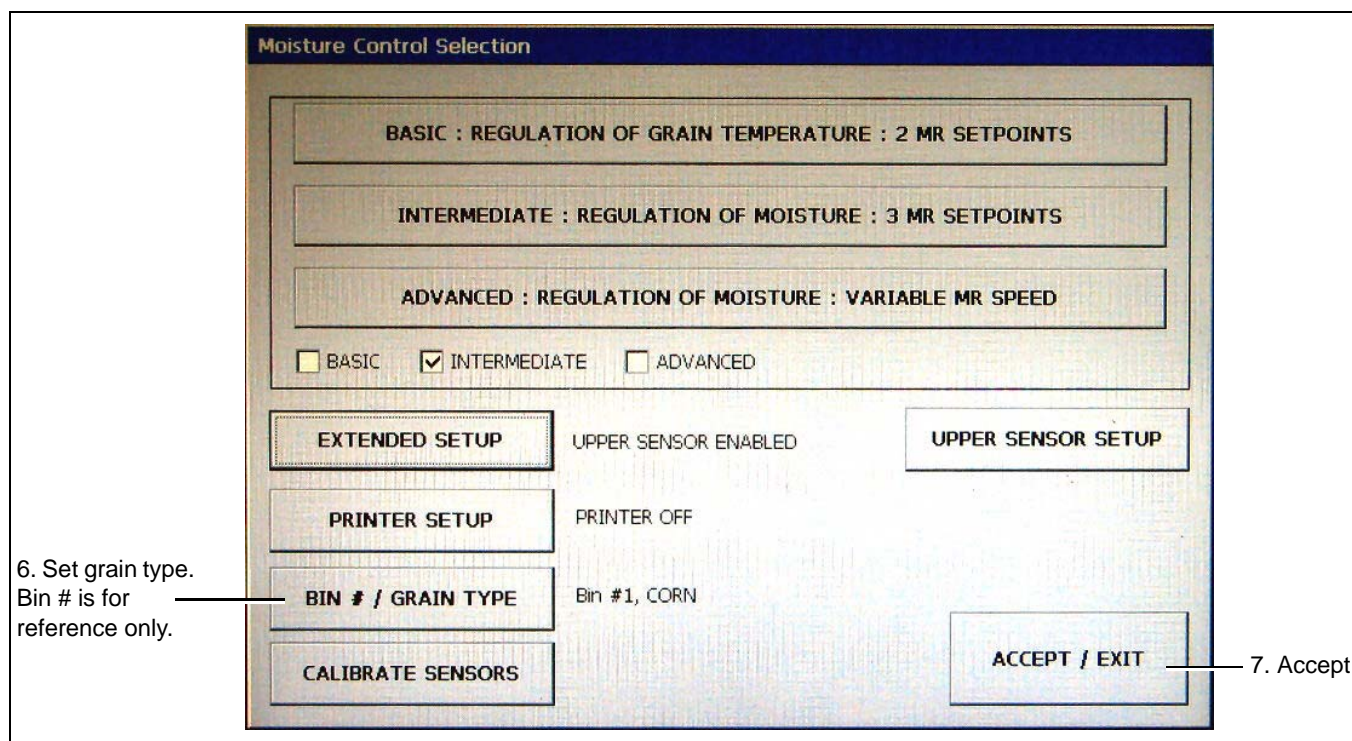 Moisture Control Selection
BASIC : REGULATION OF GRAIN TEMPERATURE : 2 MR SETPOINTS
INTERMEDIATE : REGULATION OF MOISTURE : 3 MR SETPOINTS
ADVANCED : REGULATION OF MOISTURE : VARIABLE MR SPEED
BASIC INTERMEDIATE ADVANCED
EXTENDED SETUP UPPER SENSOR ENABLED UPPER SENSOR SETUP
PRINTER SETUP PRINTER OFF
6. Set grain type.
Bin # is for
reference only.
BIN # / GRAIN TYPE Bin #1, CORN
CALIBRATE SENSORS
ACCEPT / EXIT
7. Accept